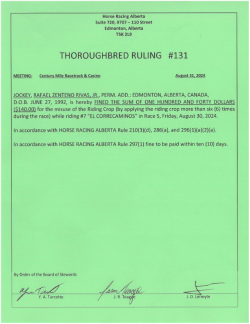 Horse Racing Alberta
Suite 720, 9707 – 110 Street
Edmonton, Alberta
T5K 2L9
THOROUGHBRED RULING #131
MEETING: Century Mile Racetrack & Casino August 31, 2024
JOCKEY, RAFAEL ZENTENO RIVAS, JR., PERM. ADD.: EDMONTON, ALBERTA, CANADA,
D.O.B. JUNE 27, 1992, is hereby FINED THE SUM OF ONE HUNDRED AND FORTY DOLLARS
($140.00) for the misuse of the Riding Crop (by applying the riding crop more than six (6) times
during the race) while riding #7 "EL CORRECAMINOS" in Race 5, Friday, August 30, 2024.
In accordance with HORSE RACING ALBERTA Rule 210(3)(d), 286(a), and 296(1)(a)(2)(a).
In accordance with HORSE RACING ALBERTA Rule 297(1) fine to be paid within ten (10) days.
By Orders of the Board of Stewards
Y. A. Turcotte J. R. J. D. Lemoyre